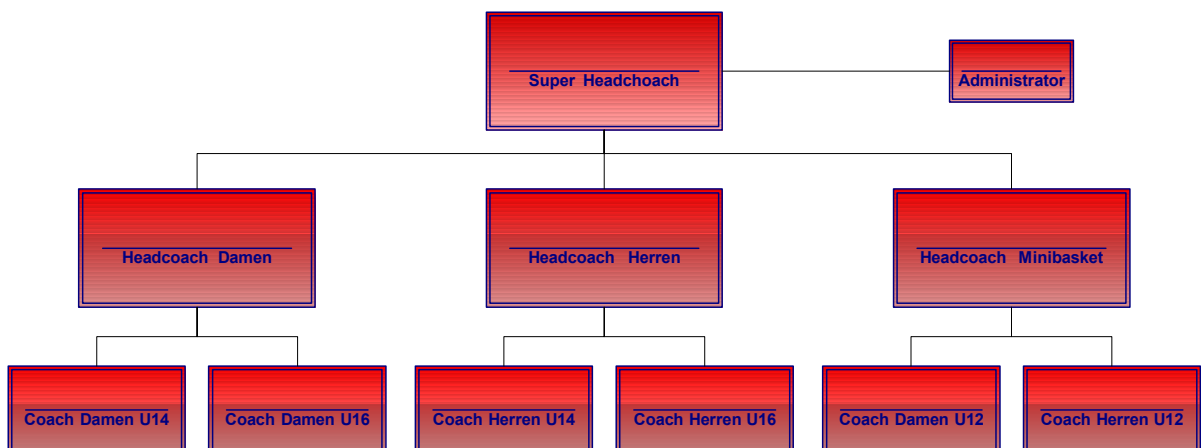 Super Headchoach
Administrator
Headcoach Damen
Headcoach Herren
Headcoach Minibasket
Coach Damen U14
Coach Damen U16
Coach Herren U14
Coach Herren U16
Coach Damen U12
Coach Herren U12